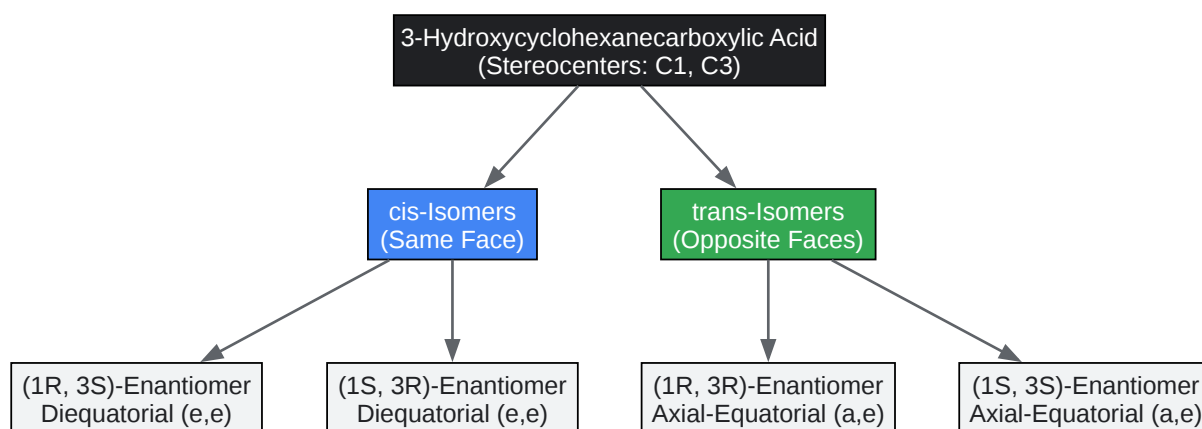 3-Hydroxycyclohexanecarboxylic Acid
(Stereocenters: C1, C3)
cis-Isomers
(Same Face)
trans-Isomers
(Opposite Faces)
(1R, 3S)-Enantiomer
Diequatorial (e,e)
(1S, 3R)-Enantiomer
Diequatorial (e,e)
(1R, 3R)-Enantiomer
Axial-Equatorial (a,e)
(1S, 3S)-Enantiomer
Axial-Equatorial (a,e)